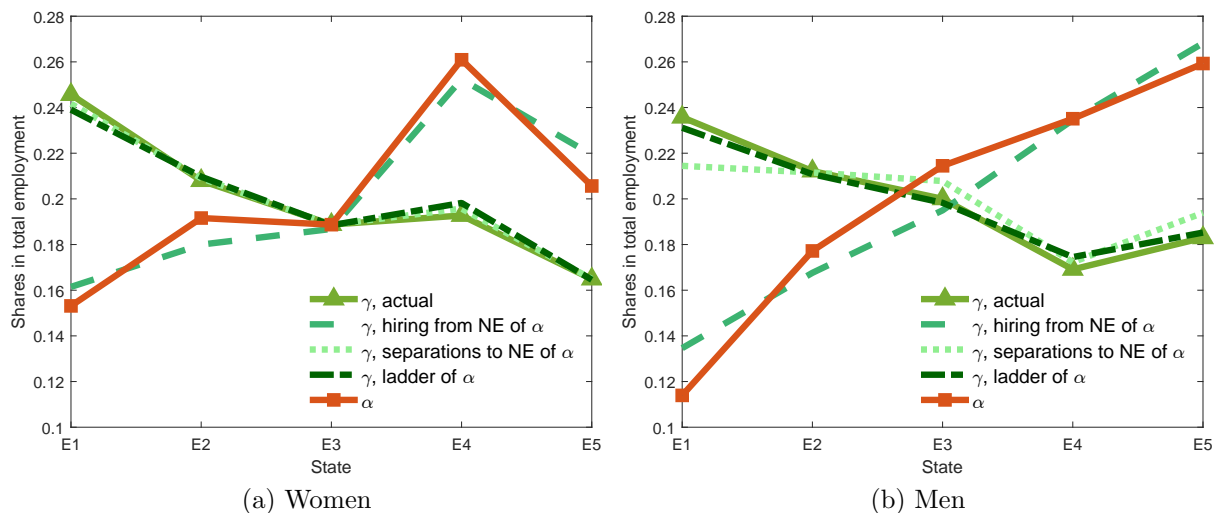 0.28
0.26
0.24
0.22
0.2
0.18
0.16
0.14
0.12
0.1
Shares in total employment
E1 E2 E3 E4 E5
State
γ, actual
γ, hiring from NE of α
γ, separations to NE of α
γ, ladder of α
α
(a) Women
0.28
0.26
0.24
0.22
0.2
0.18
0.16
0.14
0.12
0.1
Shares in total employment
E1 E2 E3 E4 E5
State
γ, actual
γ, hiring from NE of α
γ, separations to NE of α
γ, ladder of α
α
(b) Men